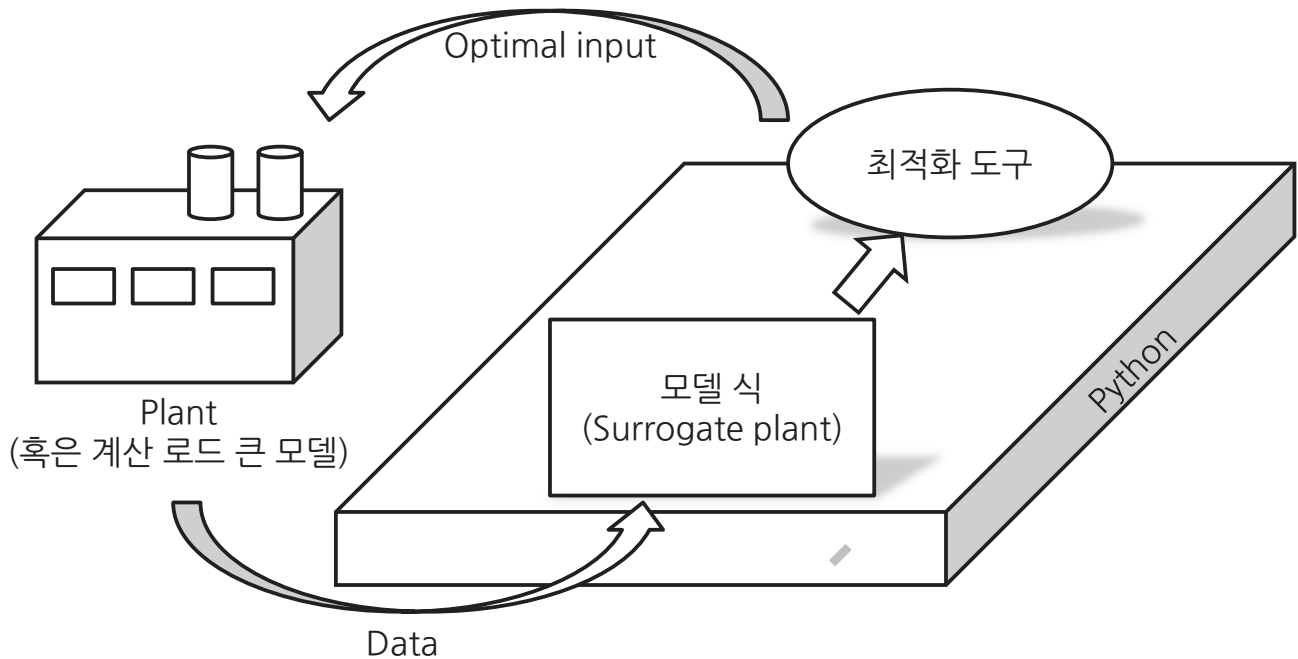 Optimal input
최적화 도구
Plant
(혹은 계산 로드 큰 모델)
모델 식
(Surrogate plant)
Python
Data